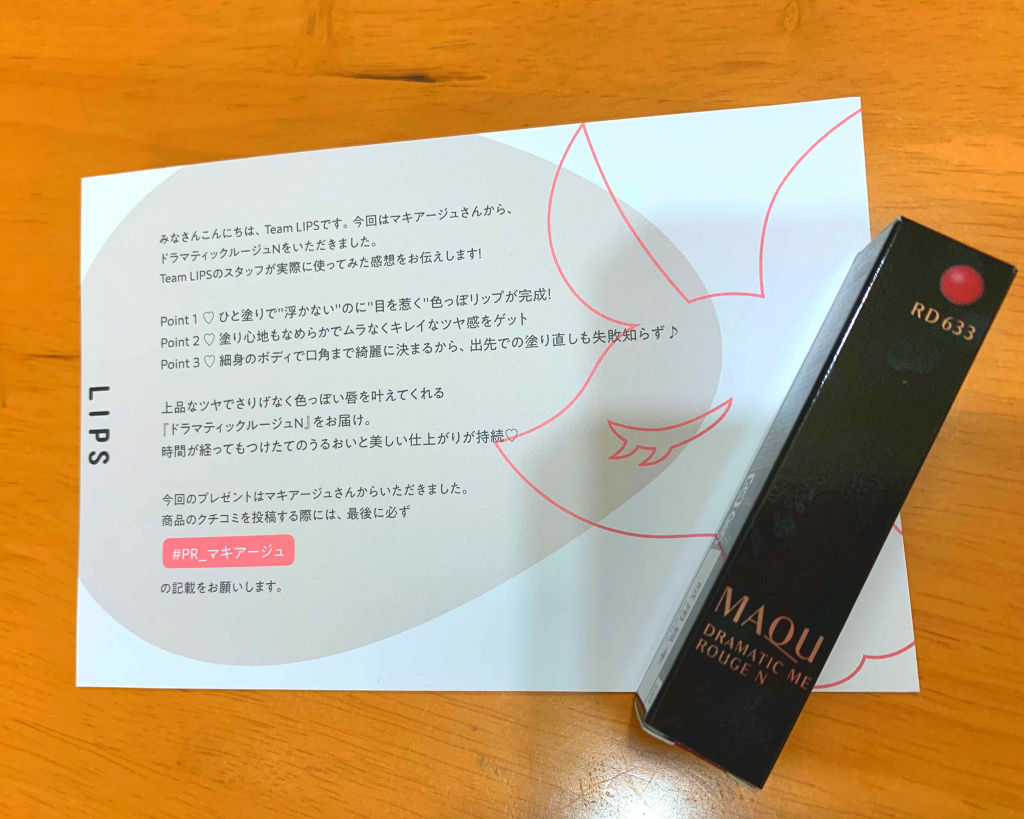 みなさんこんにちは、Team LIPSです。今回はマキアージュさんから、
ドラマティックルージュNをいただきました。
Team LIPSのスタッフが実際に使ってみた感想をお伝えします!
Point 1 ♡ ひと塗りで"浮かない"のに"目を惹く"色っぽリップが完成!
Point 2 ♡ 塗り心地もなめらかでムラなくキレイなツヤ感をゲット
Point 3 ♡ 細身のボディで口角まで綺麗に決まるから、出先での塗り直しも失敗知らず♪
上品なツヤでさりげなく色っぽい唇を叶えてくれる
『ドラマティックルージュN』をお届け。
時間が経ってもつけたてのうるおいと美しい仕上がりが持続♡
今回のプレゼントはマキアージュさんからいただきました。
商品のクチコミを投稿する際には、最後に必ず
#PR_マキアージュ
の記載をお願いします。
LIPS
RD633
MAQU
DRAMATIC ME
ROUGE N